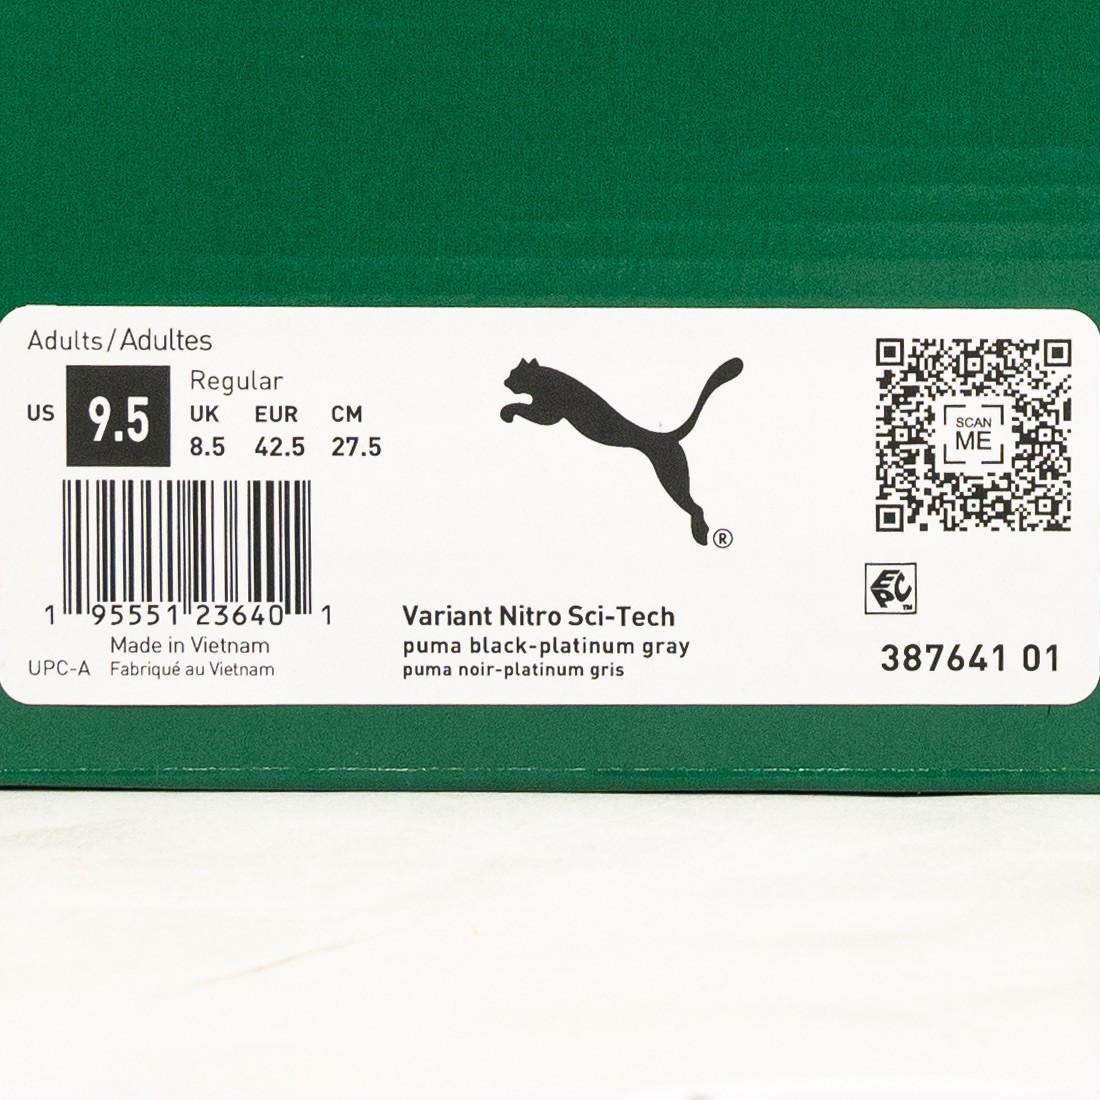 Adults/Adultes
US 9.5
Regular
UK EUR CM
8.5 42.5 27.5
1 95551 23640 1
Made in Vietnam
UPC-A Fabriqué au Vietnam
®
Variant Nitro Sci-Tech
puma black-platinum gray
puma noir-platinum gris
SCAN
ME
EPC™
387641 01